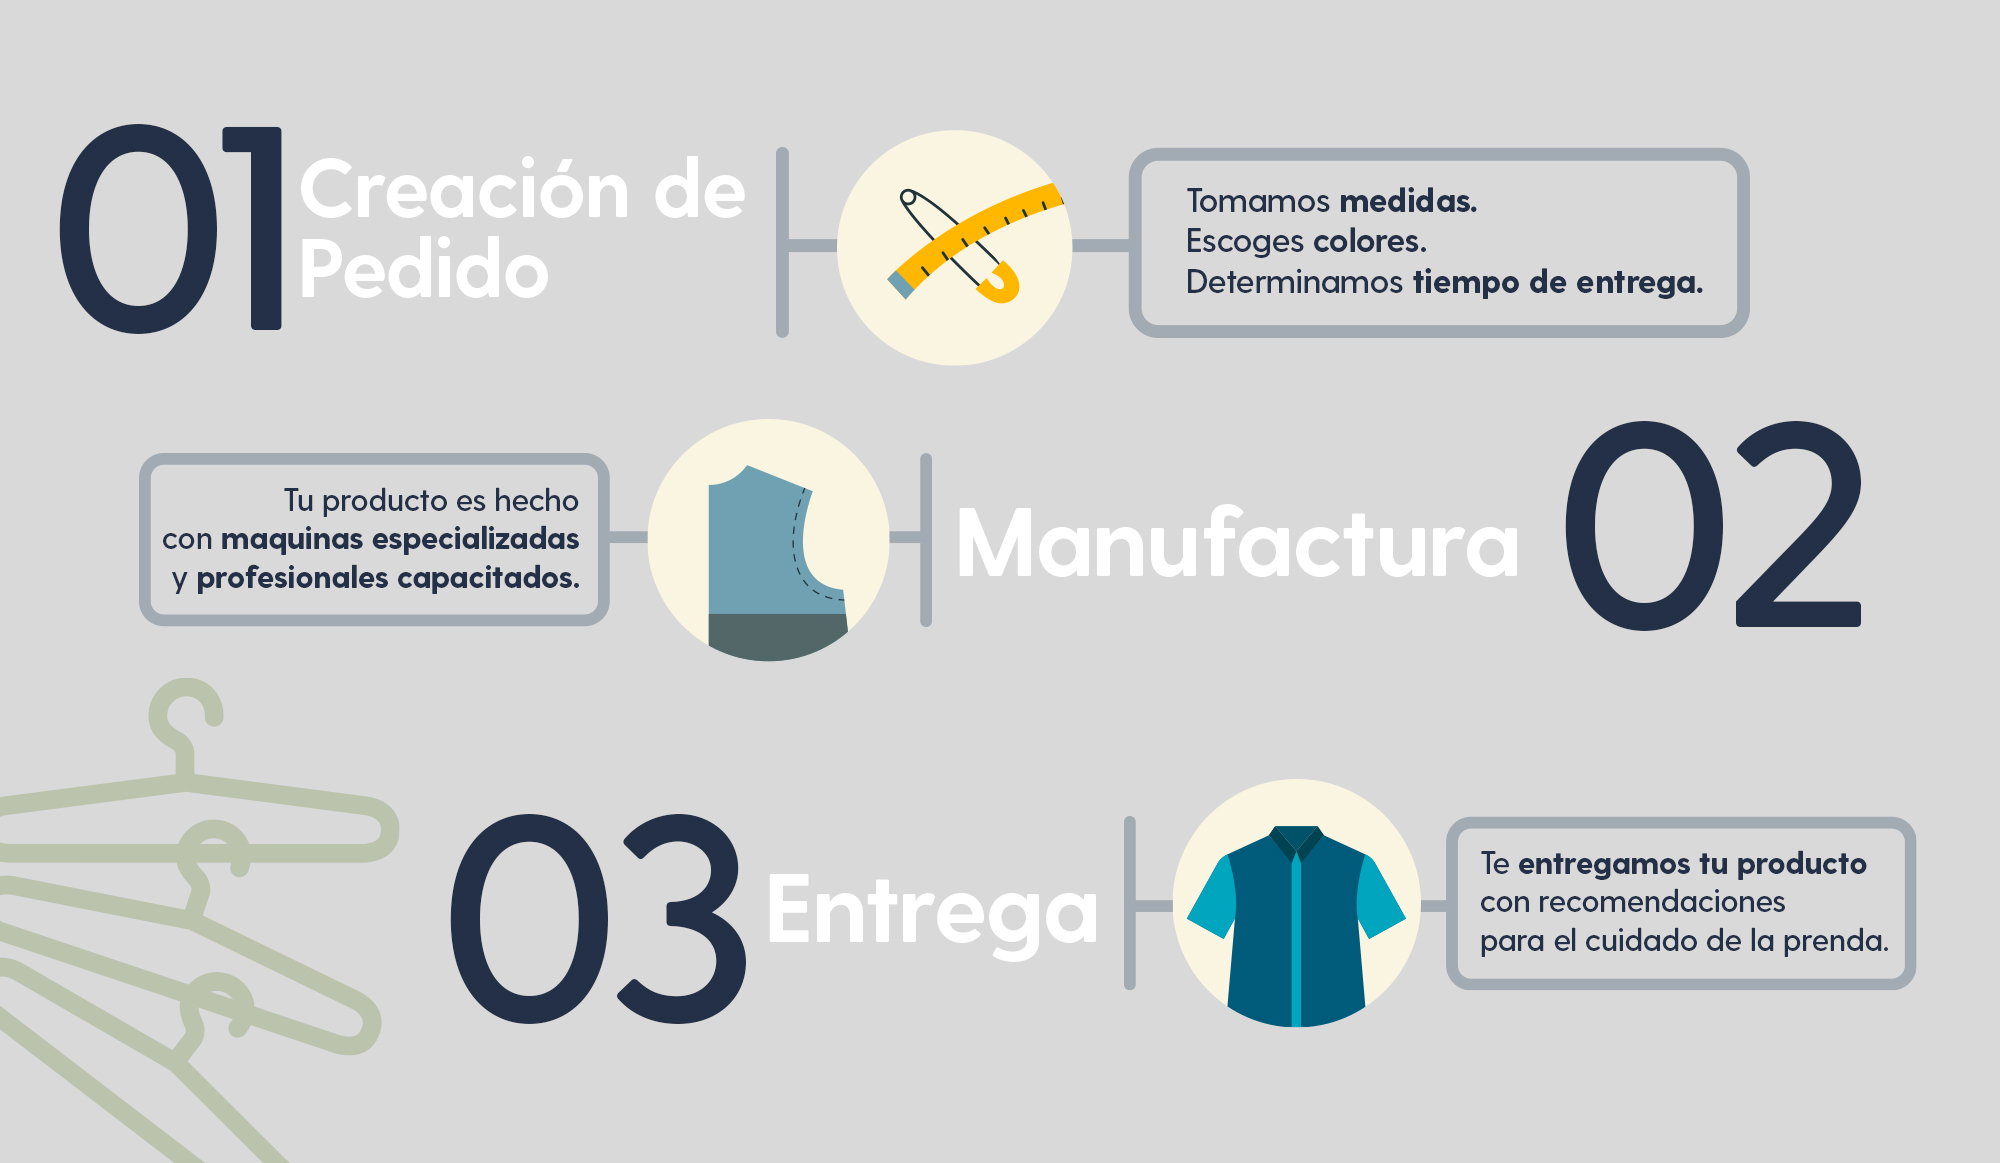 01
Creación de
Pedido
Tomamos medidas.
Escoges colores.
Determinamos tiempo de entrega.
Tu producto es hecho
con maquinas especializadas
y profesionales capacitados.
Manufactura
02
03
Entrega
Te entregamos tu producto
con recomendaciones
para el cuidado de la prenda.